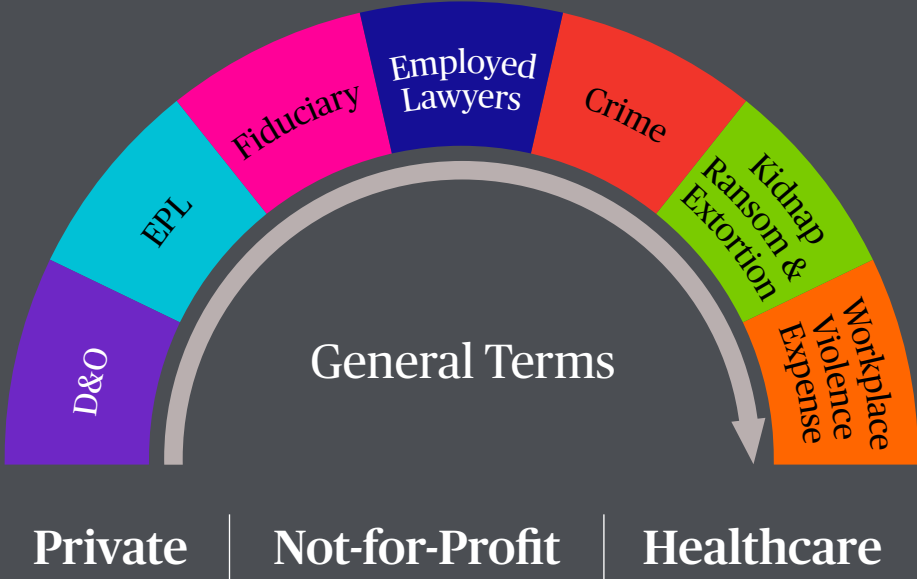 D&O
EPL
Fiduciary
Employed
Lawyers
Crime
Kidnap
Ransom &
Extortion
Workplace
Violence
Expense
General Terms
Private
Not-for-Profit
Healthcare